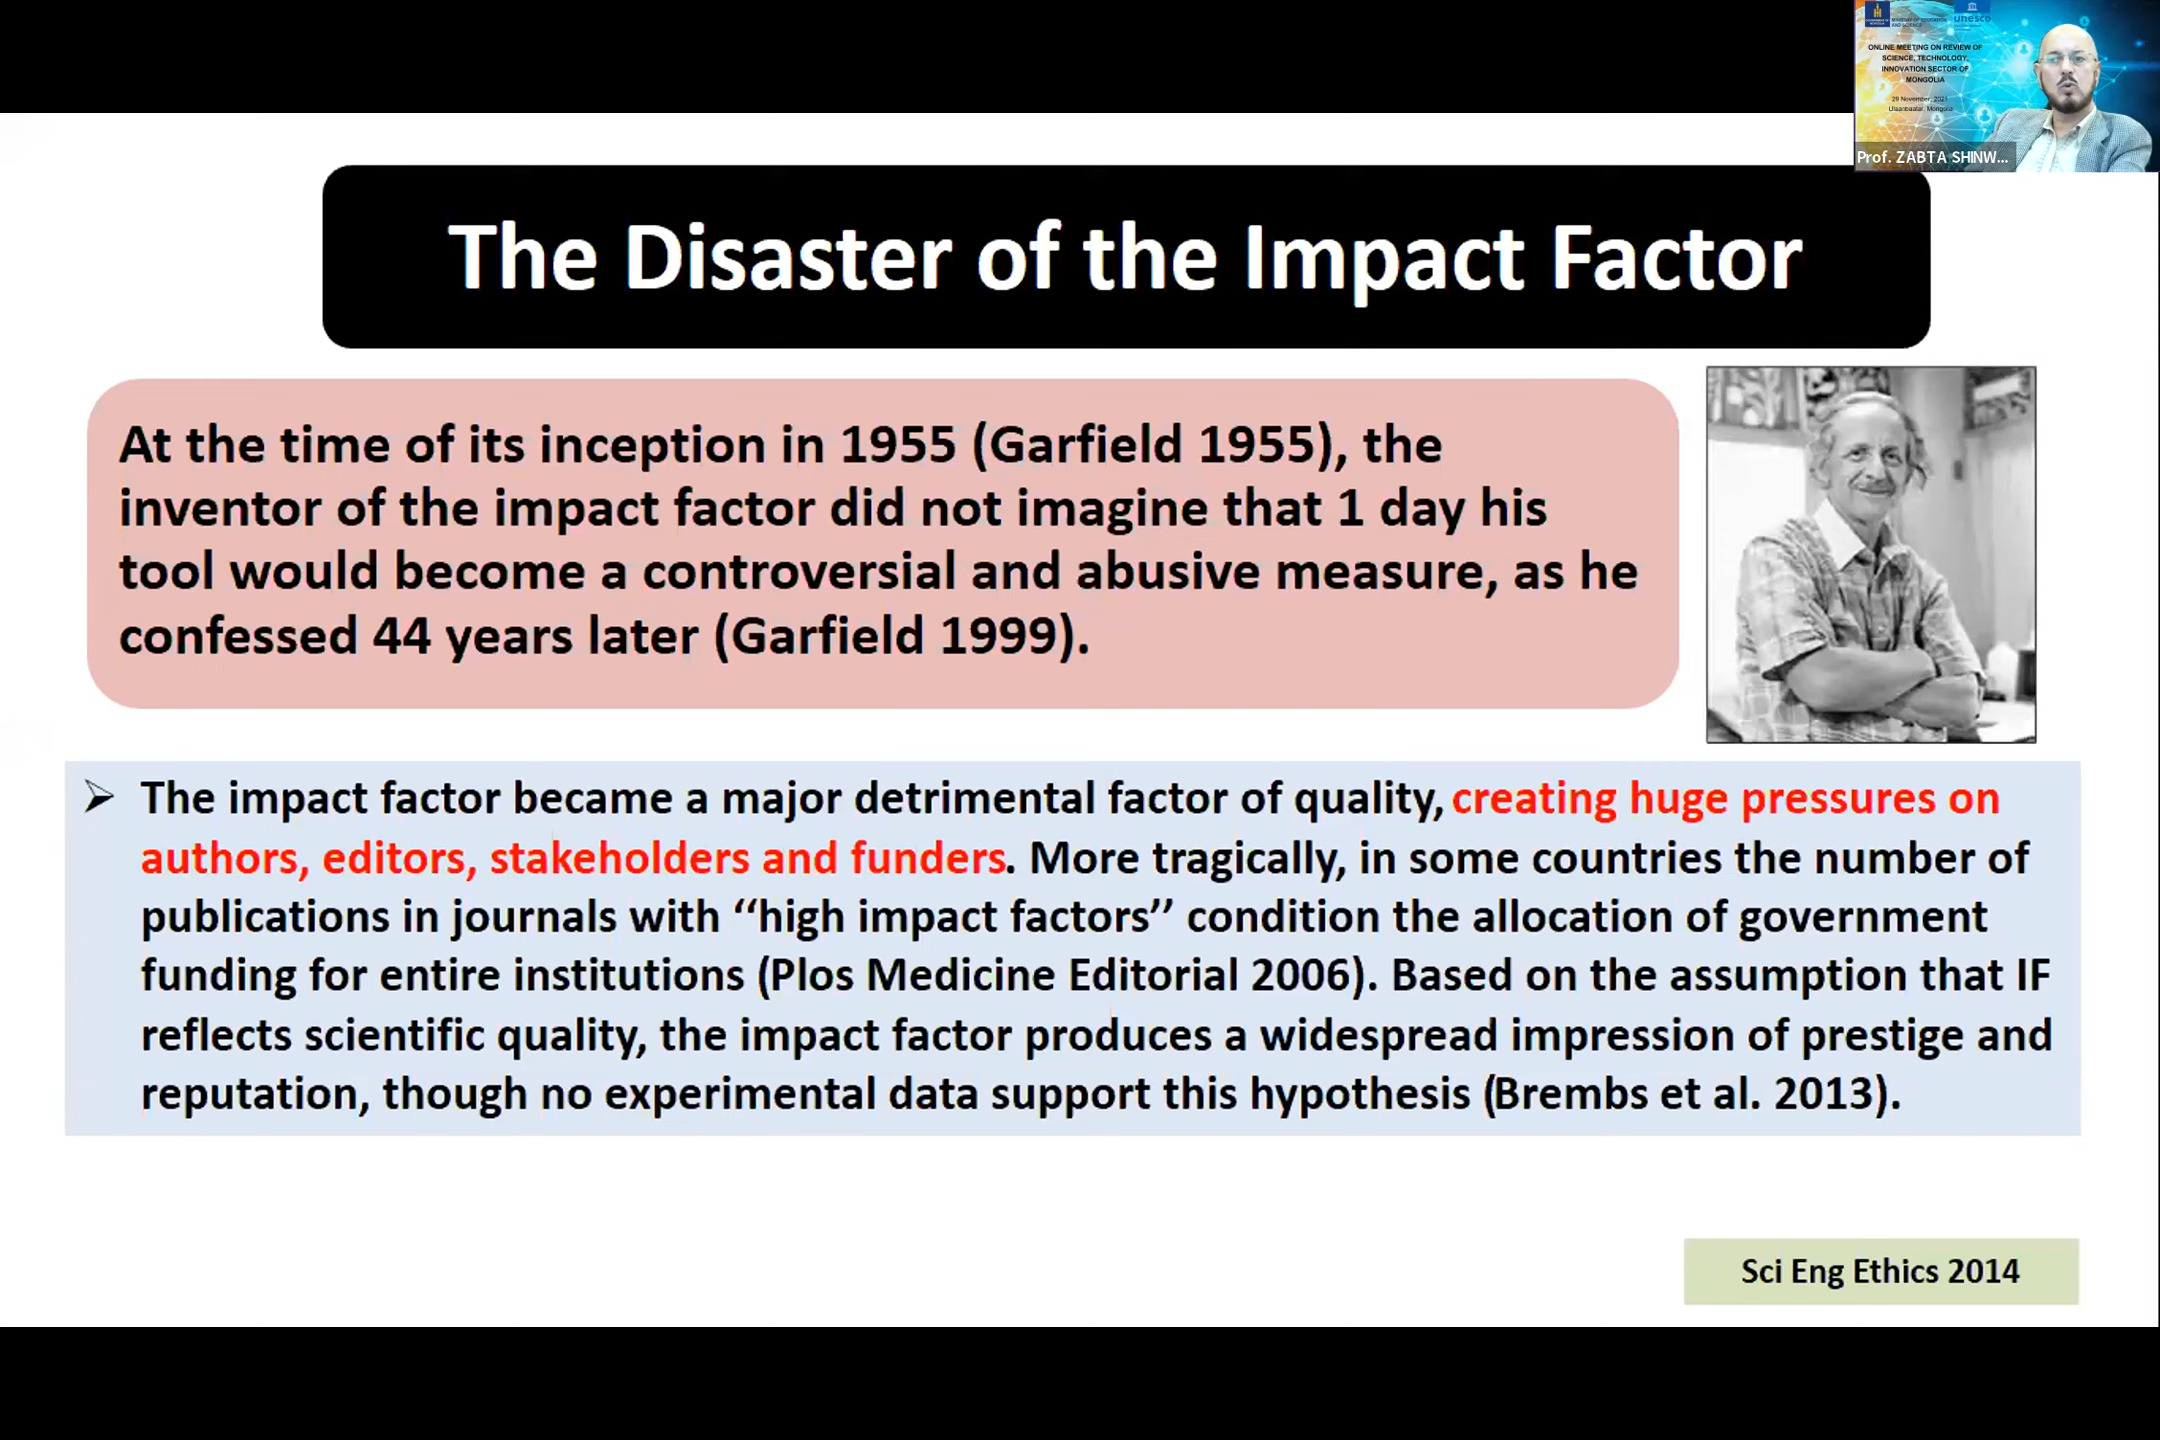 MINISTRY OF EDUCATION
AND SCIENCE
unesco
ONLINE MEETING ON REVIEW OF
SCIENCE, TECHNOLOGY,
INNOVATION SECTOR OF
MONGOLIA
29 November, 2021
Ulaanbaatar, Mongolia
Prof. ZABTA SHINW...
The Disaster of the Impact Factor
At the time of its inception in 1955 (Garfield 1955), the
inventor of the impact factor did not imagine that 1 day his
tool would become a controversial and abusive measure, as he
confessed 44 years later (Garfield 1999).
➢ The impact factor became a major detrimental factor of quality, creating huge pressures on
authors, editors, stakeholders and funders. More tragically, in some countries the number of
publications in journals with ‘‘high impact factors’’ condition the allocation of government
funding for entire institutions (Plos Medicine Editorial 2006). Based on the assumption that IF
reflects scientific quality, the impact factor produces a widespread impression of prestige and
reputation, though no experimental data support this hypothesis (Brembs et al. 2013).
Sci Eng Ethics 2014